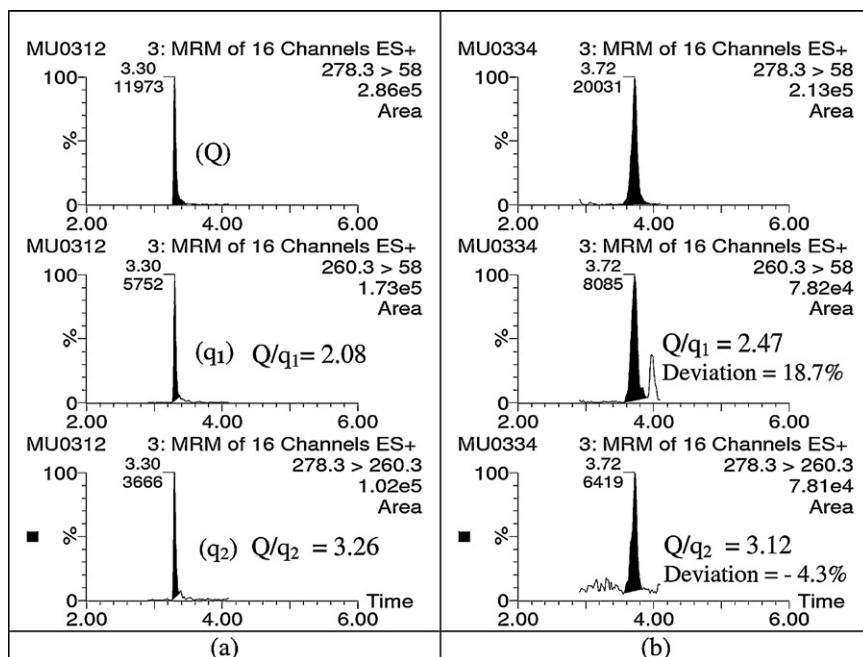 MU0312 3: MRM of 16 Channels ES+
3.30 278.3 > 58
11973 2.86e5
Area
100
%
(Q)
0
2.00 4.00 6.00
MU0312 3: MRM of 16 Channels ES+
3.30 260.3 > 58
5752 1.73e5
Area
100
%
(q1) Q/q1= 2.08
0
2.00 4.00 6.00
MU0312 3: MRM of 16 Channels ES+
3.30 278.3 > 260.3
3666 1.02e5
Area
100
%
(q2) Q/q2 = 3.26
0
Time
2.00 4.00 6.00
(a)
MU0334 3: MRM of 16 Channels ES+
3.72 278.3 > 58
20031 2.13e5
Area
100
%
0
2.00 4.00 6.00
MU0334 3: MRM of 16 Channels ES+
3.72 260.3 > 58
8085 7.82e4
Area
100
%
Q/q1 = 2.47
Deviation = 18.7%
0
2.00 4.00 6.00
MU0334 3: MRM of 16 Channels ES+
3.72 278.3 > 260.3
6419 7.81e4
Area
100
%
Q/q2 = 3.12
Deviation = - 4.3%
0
Time
2.00 4.00 6.00
(b)